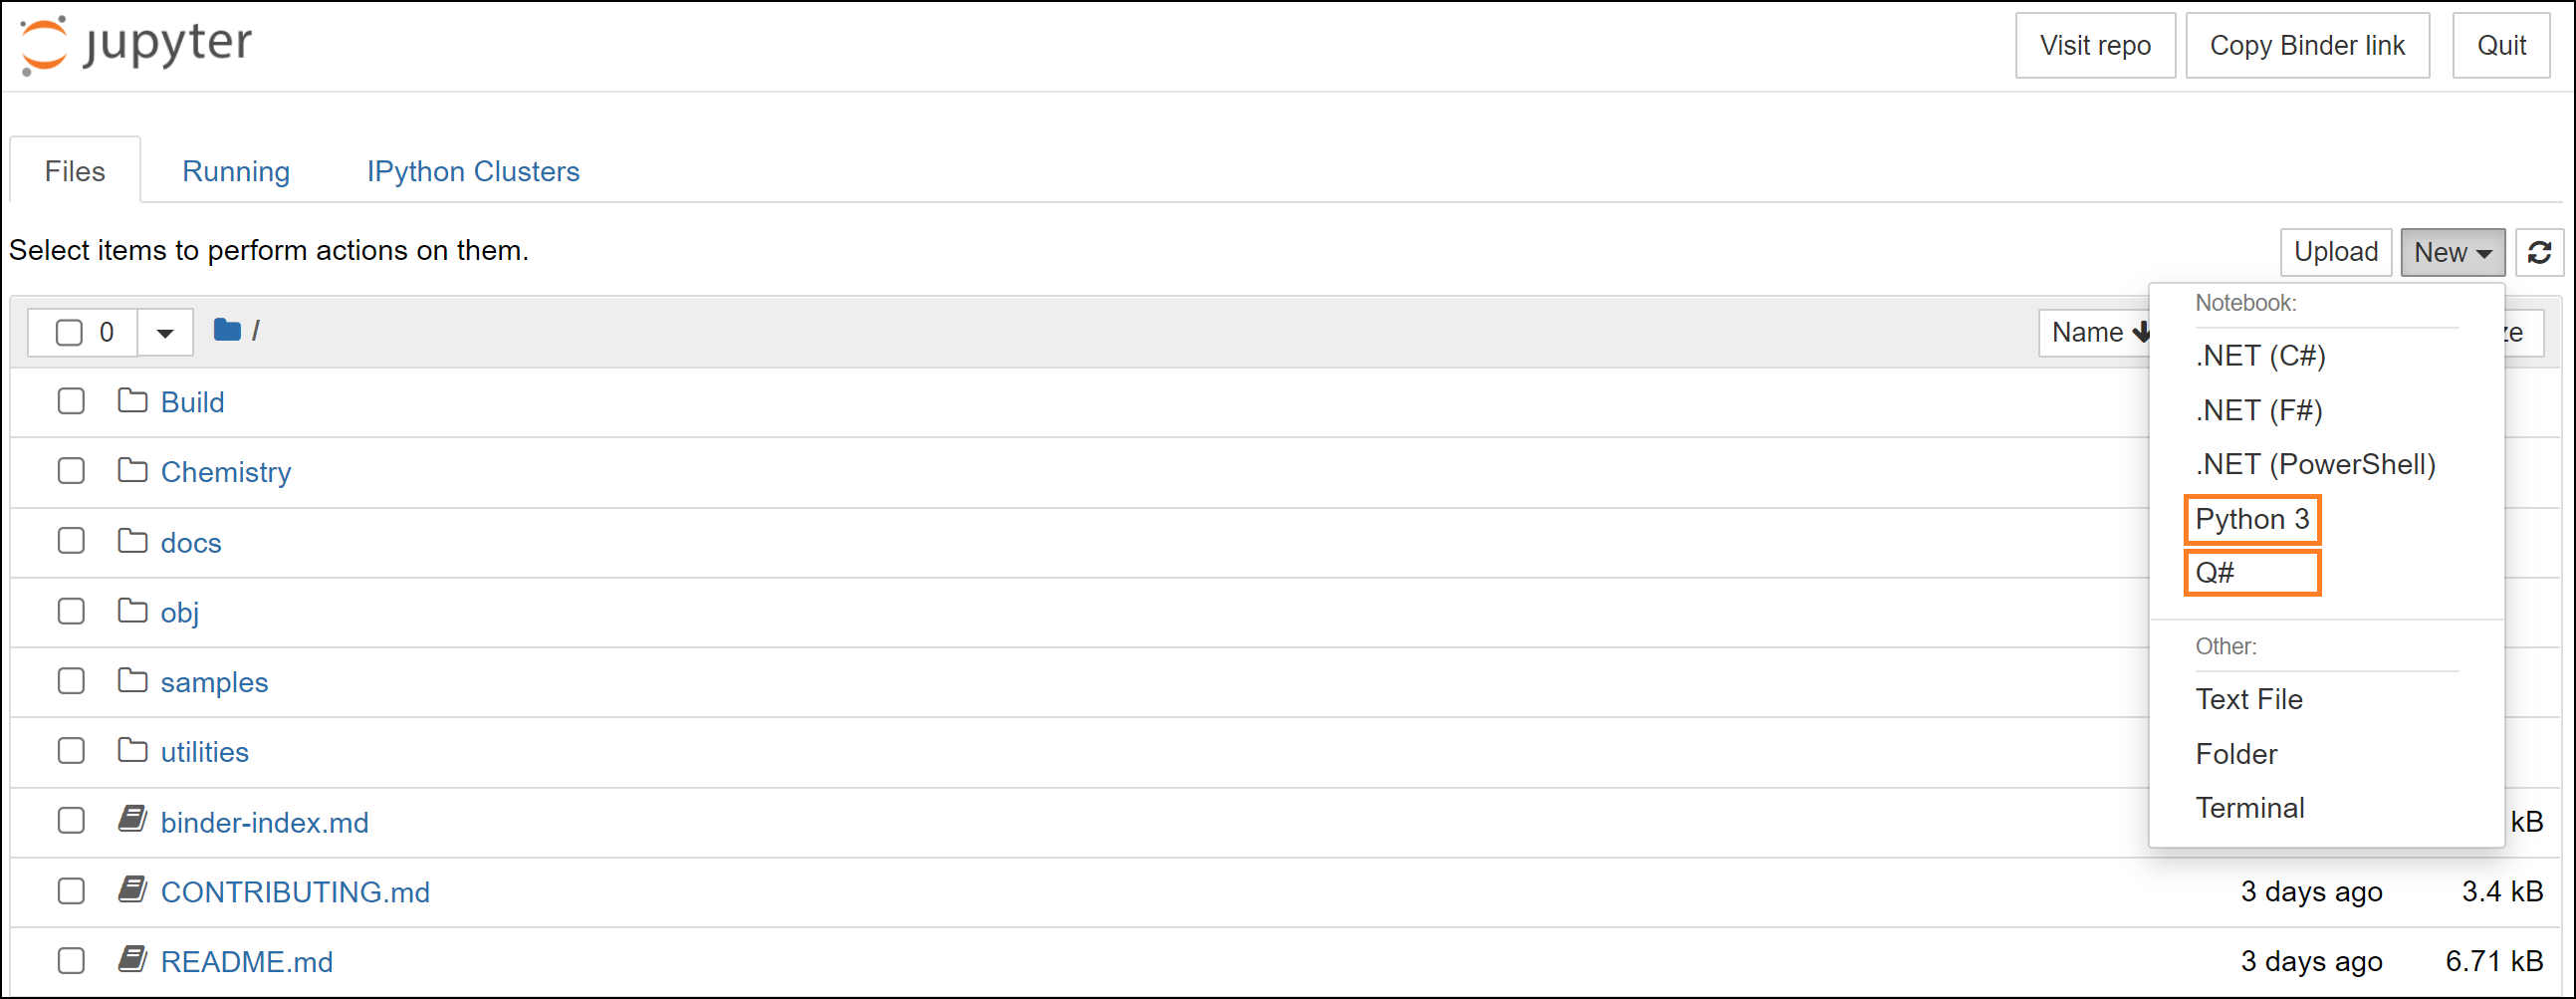 jupyter
Visit repo Copy Binder link Quit
Files Running IPython Clusters
Select items to perform actions on them.
Upload New
0 / Name
Notebook:
.NET (C#)
.NET (F#)
.NET (PowerShell)
Python 3
Q#
Other:
Text File
Folder
Terminal
Build
Chemistry
docs
obj
samples
utilities
binder-index.md kB
CONTRIBUTING.md 3 days ago 3.4 kB
README.md 3 days ago 6.71 kB